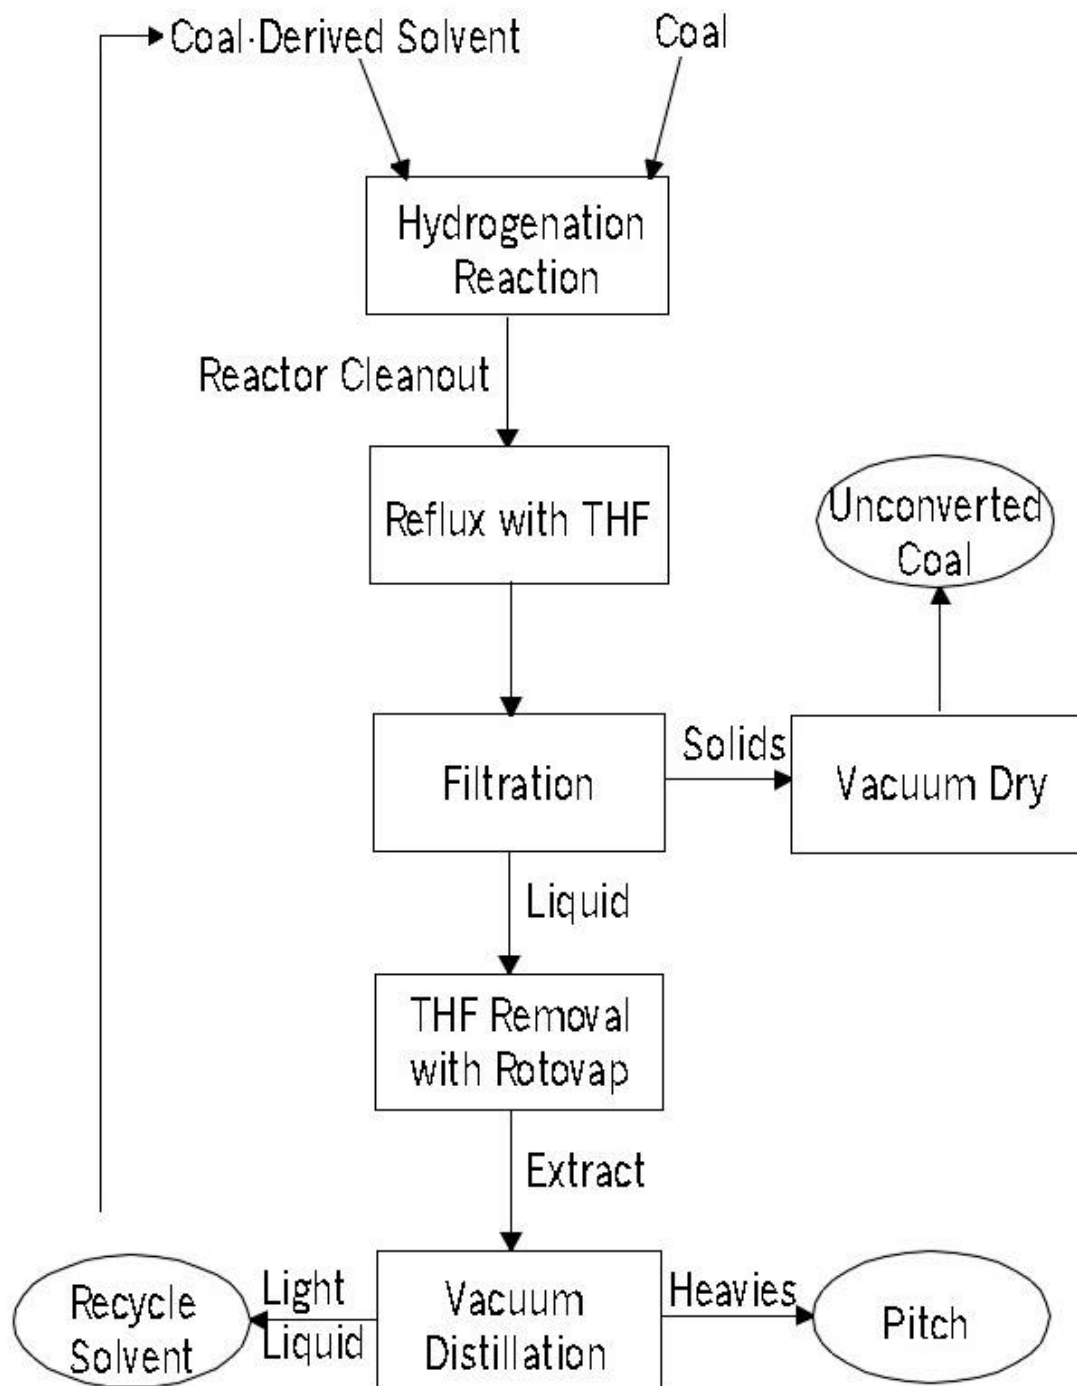 Coal-Derived Solvent
Coal
Hydrogenation
Reaction
Reactor Cleanout
Reflux with THF
Unconverted
Coal
Filtration
Solids
Vacuum Dry
Liquid
THF Removal
with Rotovap
Extract
Recycle
Solvent
Light
Liquid
Vacuum
Distillation
Heavies
Pitch